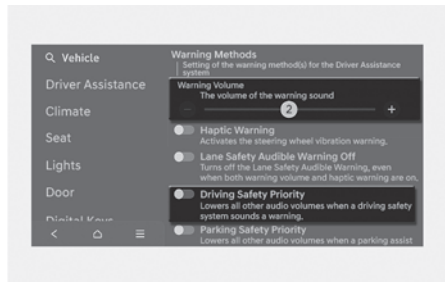 Vehicle
Driver Assistance
Climate
Seat
Lights
Door
Digital Keys
Warning Methods
Setting of the warning method(s) for the Driver Assistance
system
Warning Volume
The volume of the warning sound
− 2 +
Haptic Warning
Activates the steering wheel vibration warning.
Lane Safety Audible Warning Off
Turns off the Lane Safety Audible Warning, even
when both warning volume and haptic warning are on.
Driving Safety Priority
Lowers all other audio volumes when a driving safety
system sounds a warning.
Parking Safety Priority
Lowers all other audio volumes when a parking assist